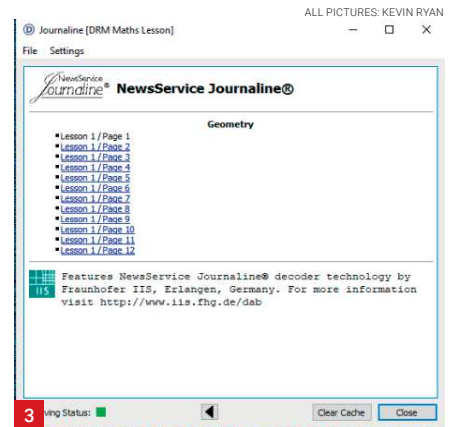 ALL PICTURES: KEVIN RYAN
Journaline [DRM Maths Lesson]
File Settings
NewsService
Journaline® NewsService Journaline®
Geometry
Lesson 1/Page 1
Lesson 1/Page 2
Lesson 1/Page 3
Lesson 1/Page 4
Lesson 1/Page 5
Lesson 1/Page 6
Lesson 1/Page 7
Lesson 1/Page 8
Lesson 1/Page 9
Lesson 1/Page 10
Lesson 1/Page 11
Lesson 1/Page 12
IIS
Features NewsService Journaline® decoder technology by
Fraunhofer IIS, Erlangen, Germany. For more information
visit http://www.iis.fhg.de/dab
3 ving Status: Clear Cache Close